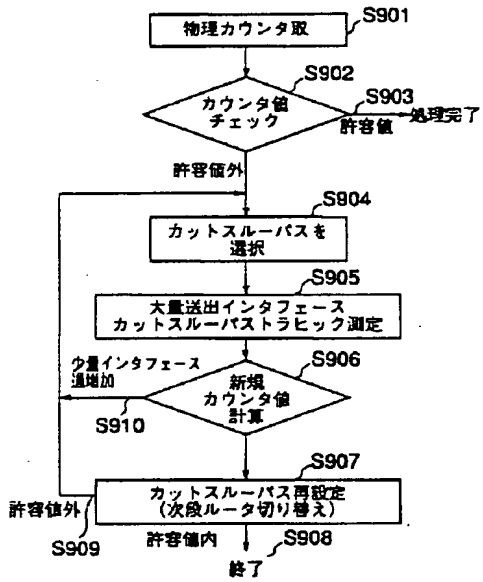 物理カウンタ取
S901
S902
カウンタ値
チェック
S903
許容値
処理完了
許容値外
S904
カットスルーパスを
選択
S905
大量送出インタフェース
カットスルーパストラヒック測定
S906
少量インタフェース
過増加
新規
カウンタ値
計算
S910
S907
カットスルーパス再設定
(次段ルータ切り替え)
許容値外
S909
許容値内
S908
終了